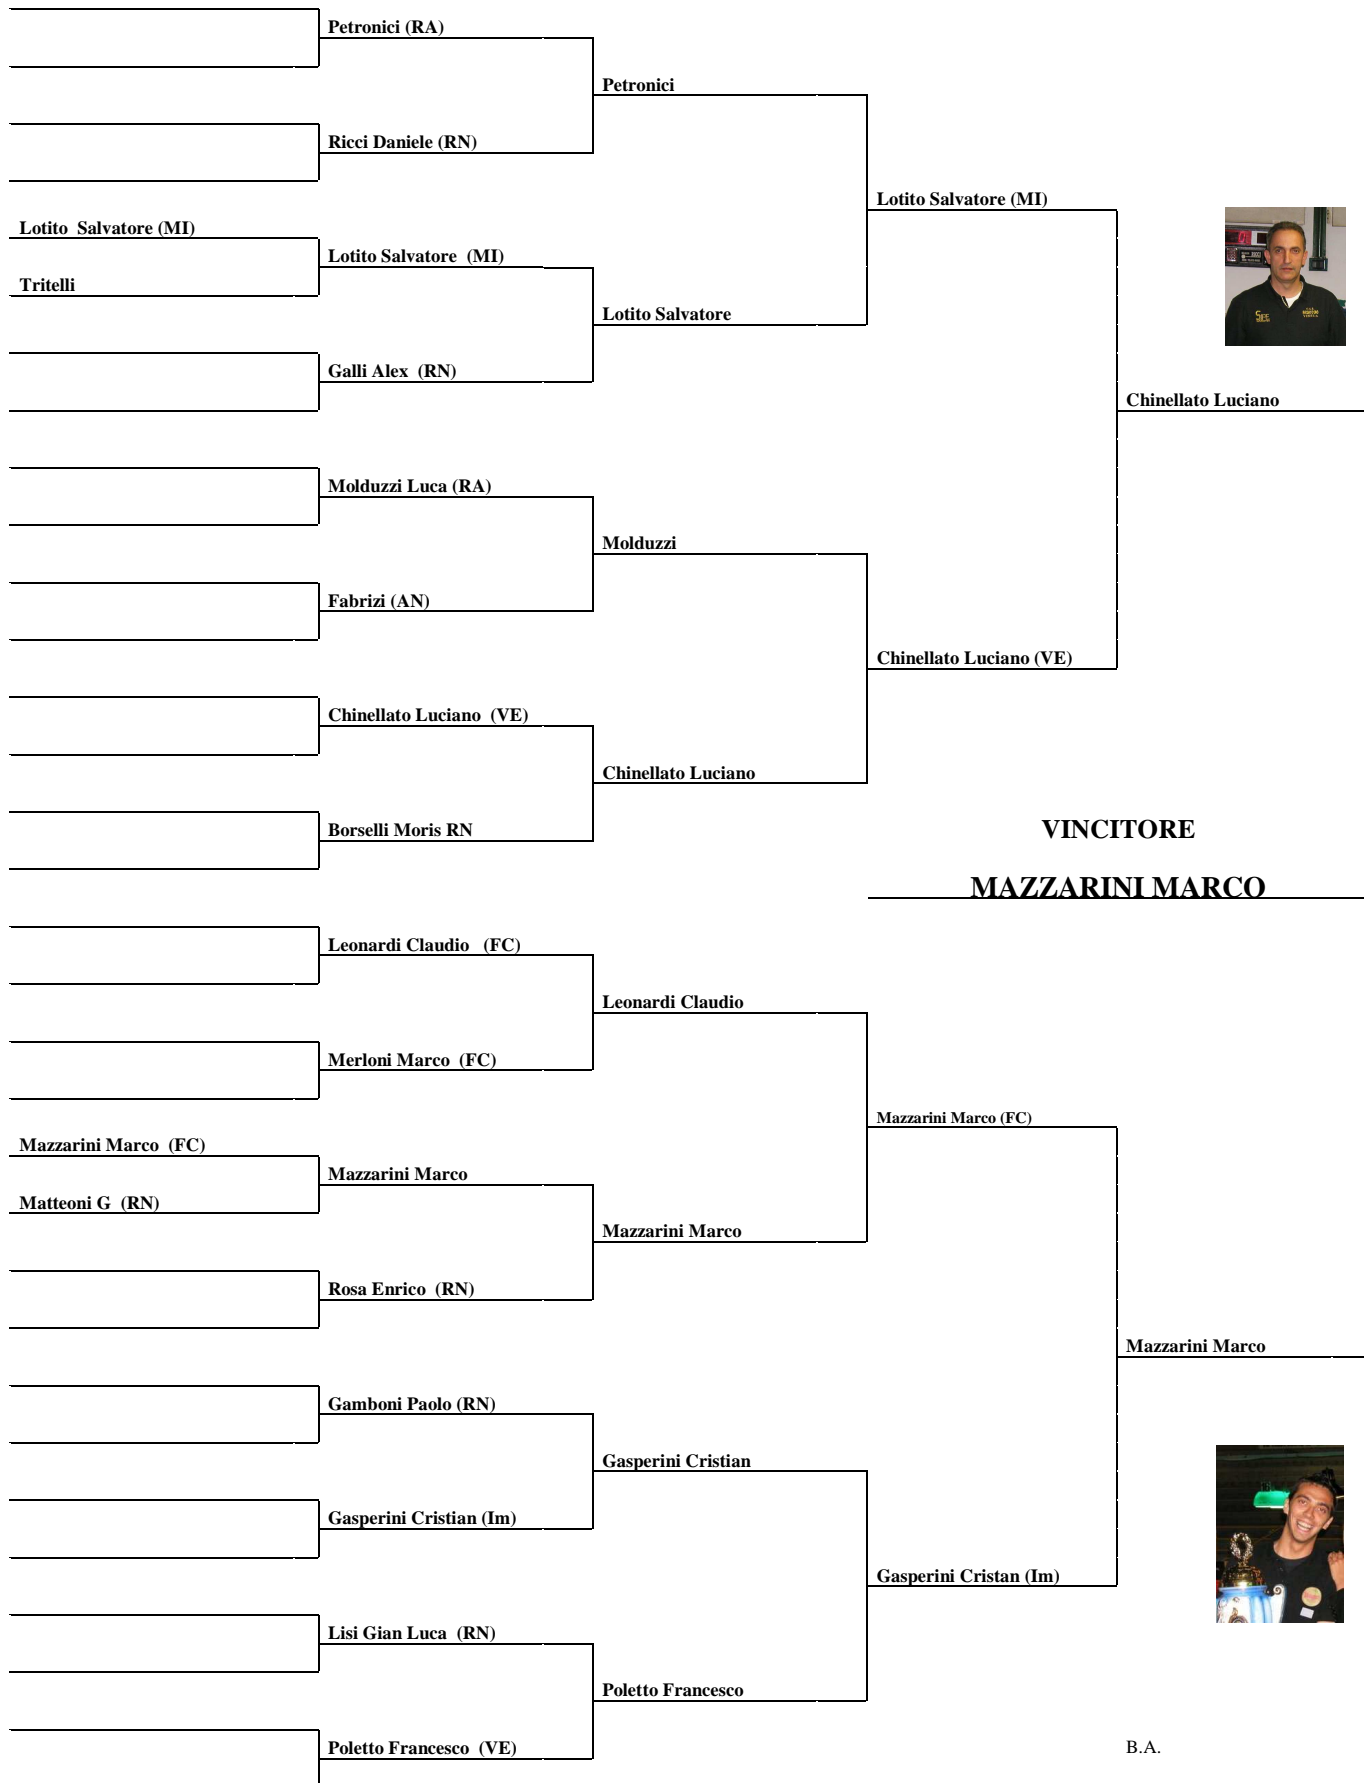 Petronici (RA)
Petronici
Ricci Daniele (RN)
Lotito Salvatore (MI)
Lotito  Salvatore (MI)
Lotito Salvatore  (MI)
Tritelli
Lotito Salvatore
Galli Alex  (RN)
Chinellato Luciano
Molduzzi Luca (RA)
Molduzzi
Fabrizi (AN)
Chinellato Luciano (VE)
Chinellato Luciano  (VE)
Chinellato Luciano
Borselli Moris RN
VINCITORE
MAZZARINI MARCO
Leonardi Claudio   (FC)
Leonardi Claudio
Merloni Marco  (FC)
Mazzarini Marco (FC)
Mazzarini Marco  (FC)
Mazzarini Marco
Matteoni G  (RN)
Mazzarini Marco
Rosa Enrico  (RN)
Mazzarini Marco
Gamboni Paolo (RN)
Gasperini Cristian
Gasperini Cristian (Im)
Gasperini Cristan (Im)
Lisi Gian Luca  (RN)
Poletto Francesco
Poletto Francesco  (VE)
B.A.